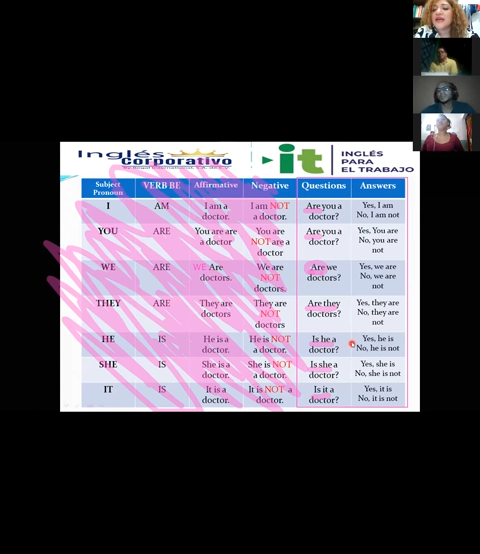 Inglés
Corporativo
it
INGLÉS
PARA
EL TRABAJO
Subject Pronoun VERB BE Affirmative Negative Questions Answers
I AM I am a doctor. I am NOT a doctor. Are you a doctor? Yes, I am No, I am not
YOU ARE You are are a doctor You are NOT are a doctor Are you a doctor? Yes, You are No, you are not
WE ARE WE Are doctors. We are NOT doctors. Are we doctors? Yes, we are No, we are not
THEY ARE They are doctors They are NOT doctors Are they doctors? Yes, they are No, they are not
HE IS He is a doctor. He is NOT a doctor. Is he a doctor? Yes, he is No, he is not
SHE IS She is a doctor. She is NOT a doctor. Is she a doctor? Yes, she is No, she is not
IT IS It is a doctor. It is NOT a doctor. Is it a doctor? Yes, it is No, it is not